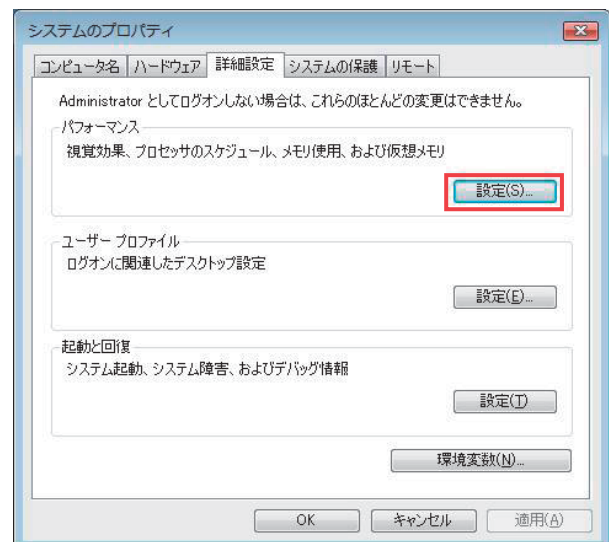 システムのプロパティ
コンピュータ名 ハードウェア 詳細設定 システムの保護 リモート
Administrator としてログオンしない場合は、これらのほとんどの変更はできません。
パフォーマンス
視覚効果、プロセッサのスケジュール、メモリ使用、および仮想メモリ
設定(S)...
ユーザー プロファイル
ログオンに関連したデスクトップ設定
設定(E)...
起動と回復
システム起動、システム障害、およびデバッグ情報
設定(T)
環境変数(N)...
OK キャンセル 適用(A)